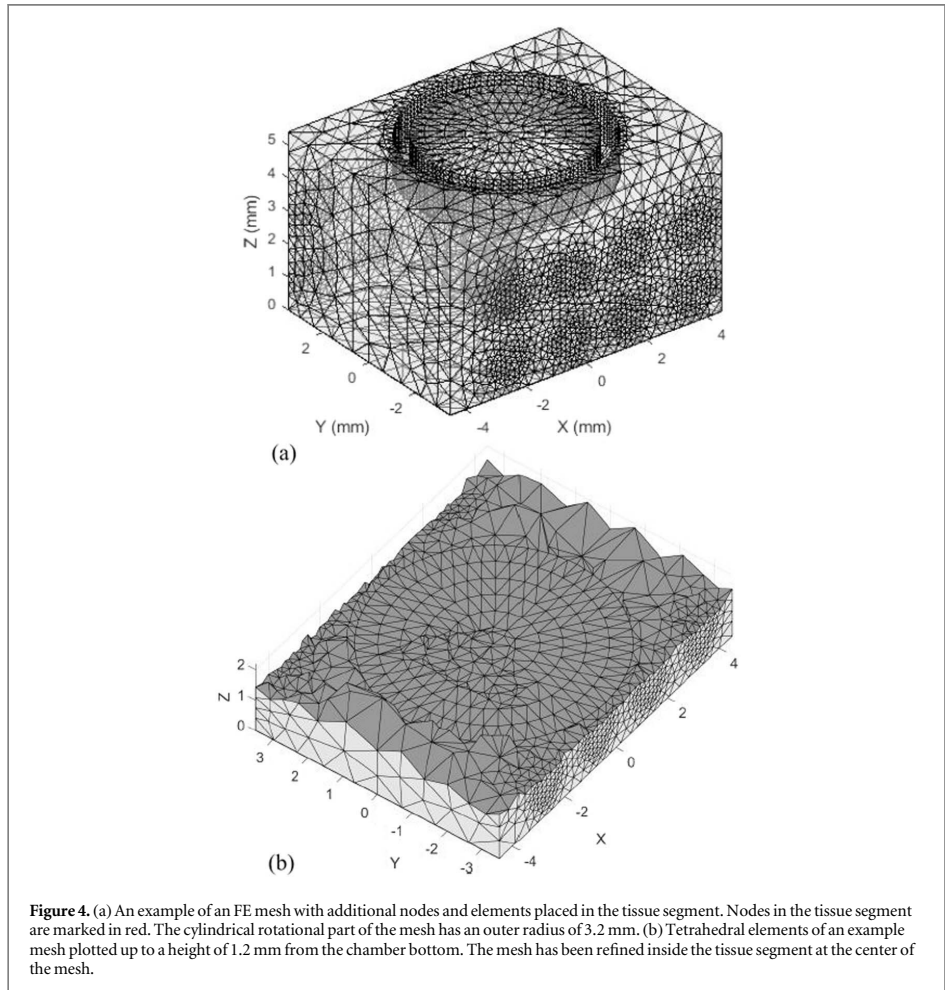 5
4
3
2
1
0
Z (mm)
2
0
-2
Y (mm)
-4
-2
0
2
4
X (mm)
(a)
2
1
0
Z
3
2
1
0
-1
-2
-3
Y
-4
-2
0
2
4
X
(b)
Figure 4. (a) An example of an FE mesh with additional nodes and elements placed in the tissue segment. Nodes in the tissue segment
are marked in red. The cylindrical rotational part of the mesh has an outer radius of 3.2 mm. (b) Tetrahedral elements of an example
mesh plotted up to a height of 1.2 mm from the chamber bottom. The mesh has been refined inside the tissue segment at the center of
the mesh.